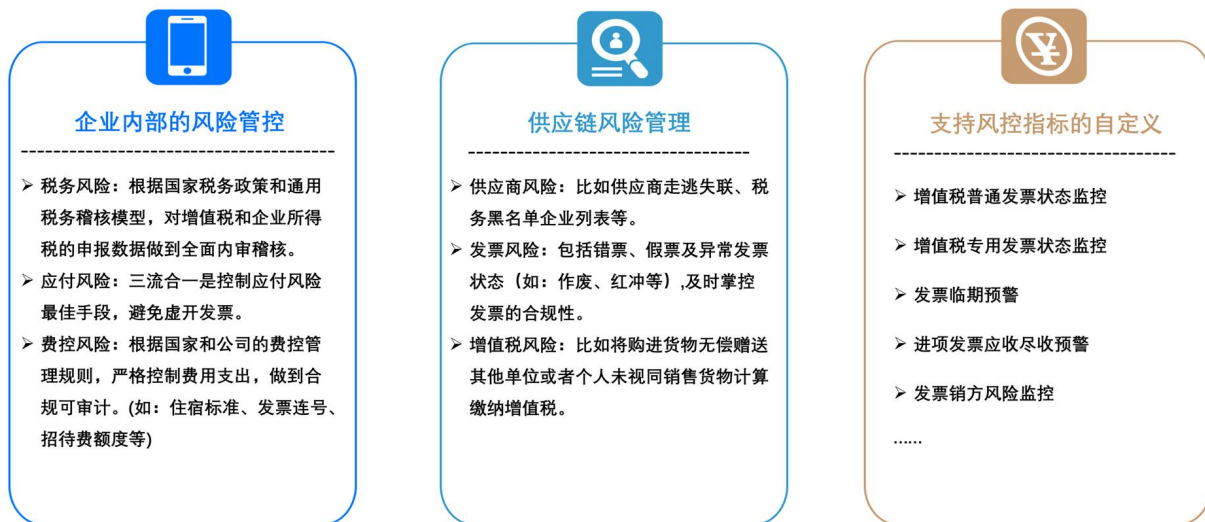 企业内部的风险管控
➢ 税务风险：根据国家税务政策和通用
税务稽核模型，对增值税和企业所得
税的申报数据做到全面内审稽核。
➢ 应付风险：三流合一是控制应付风险
最佳手段，避免虚开发票。
➢ 费控风险：根据国家和公司的费控管
理规则，严格控制费用支出，做到合
规可审计。(如：住宿标准、发票连号、
招待费额度等)
供应链风险管理
➢ 供应商风险：比如供应商走逃失联、税
务黑名单企业列表等。
➢ 发票风险：包括错票、假票及异常发票
状态（如：作废、红冲等）,及时掌控
发票的合规性。
➢ 增值税风险：比如将购进货物无偿赠送
其他单位或者个人未视同销售货物计算
缴纳增值税。
¥
支持风控指标的自定义
➢ 增值税普通发票状态监控
➢ 增值税专用发票状态监控
➢ 发票临期预警
➢ 进项发票应收尽收预警
➢ 发票销方风险监控
……